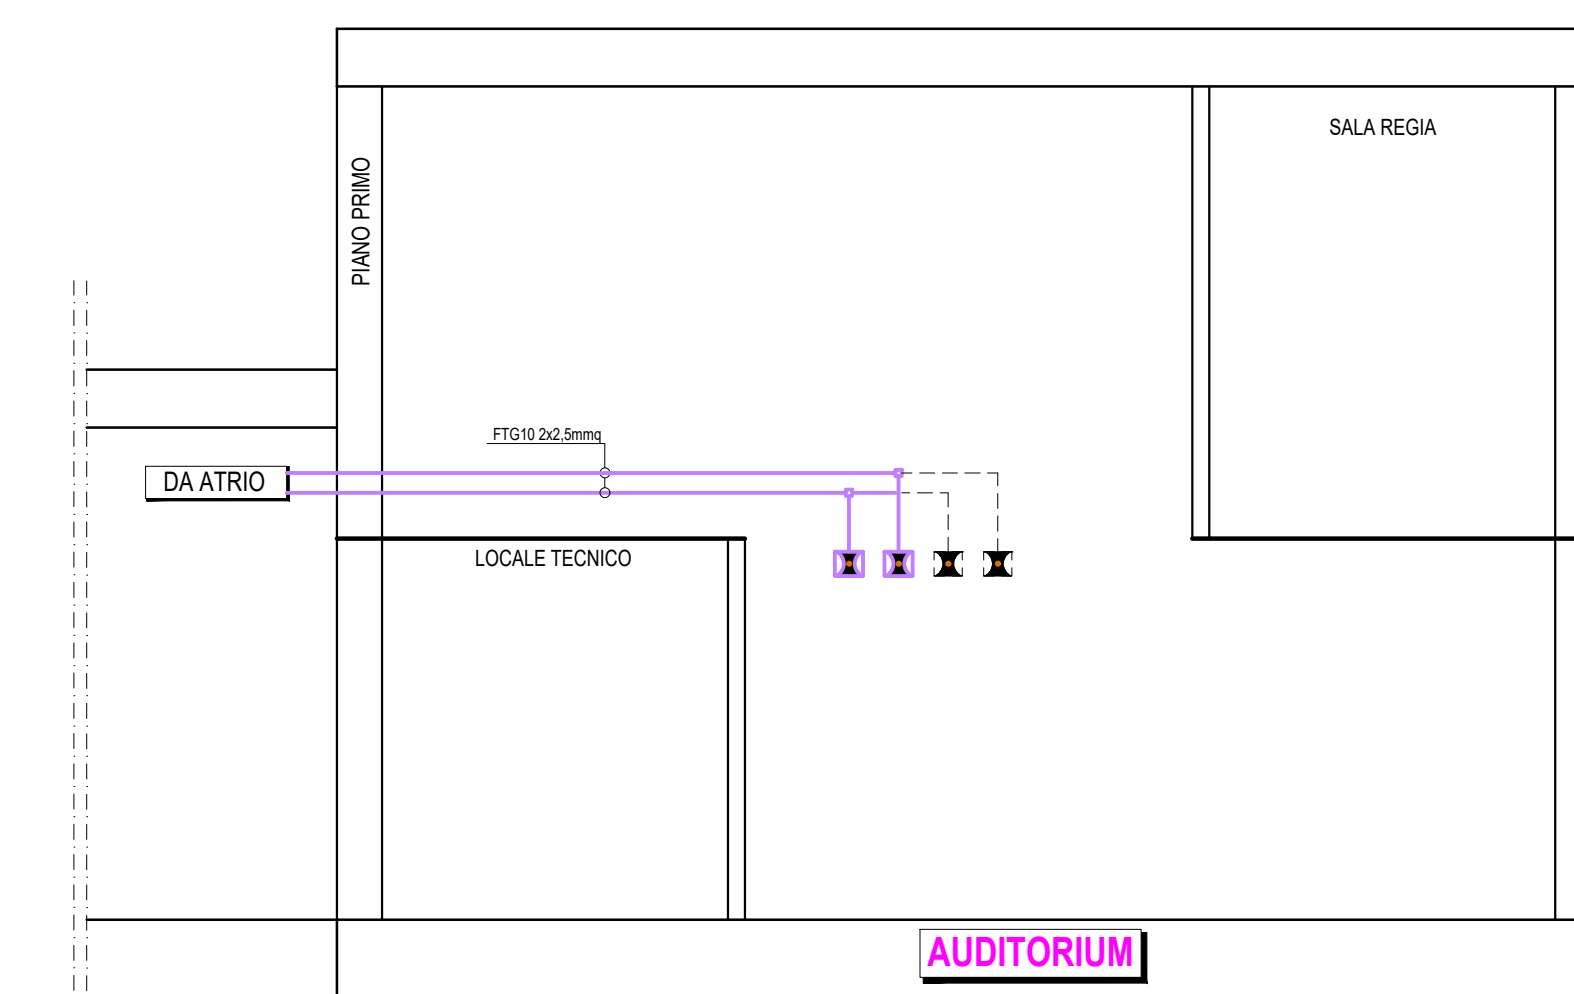 SALA REGIA
PIANO PRIMO
FTG10 2x2,5mmq
DA ATRIO
LOCALE TECNICO
AUDITORIUM